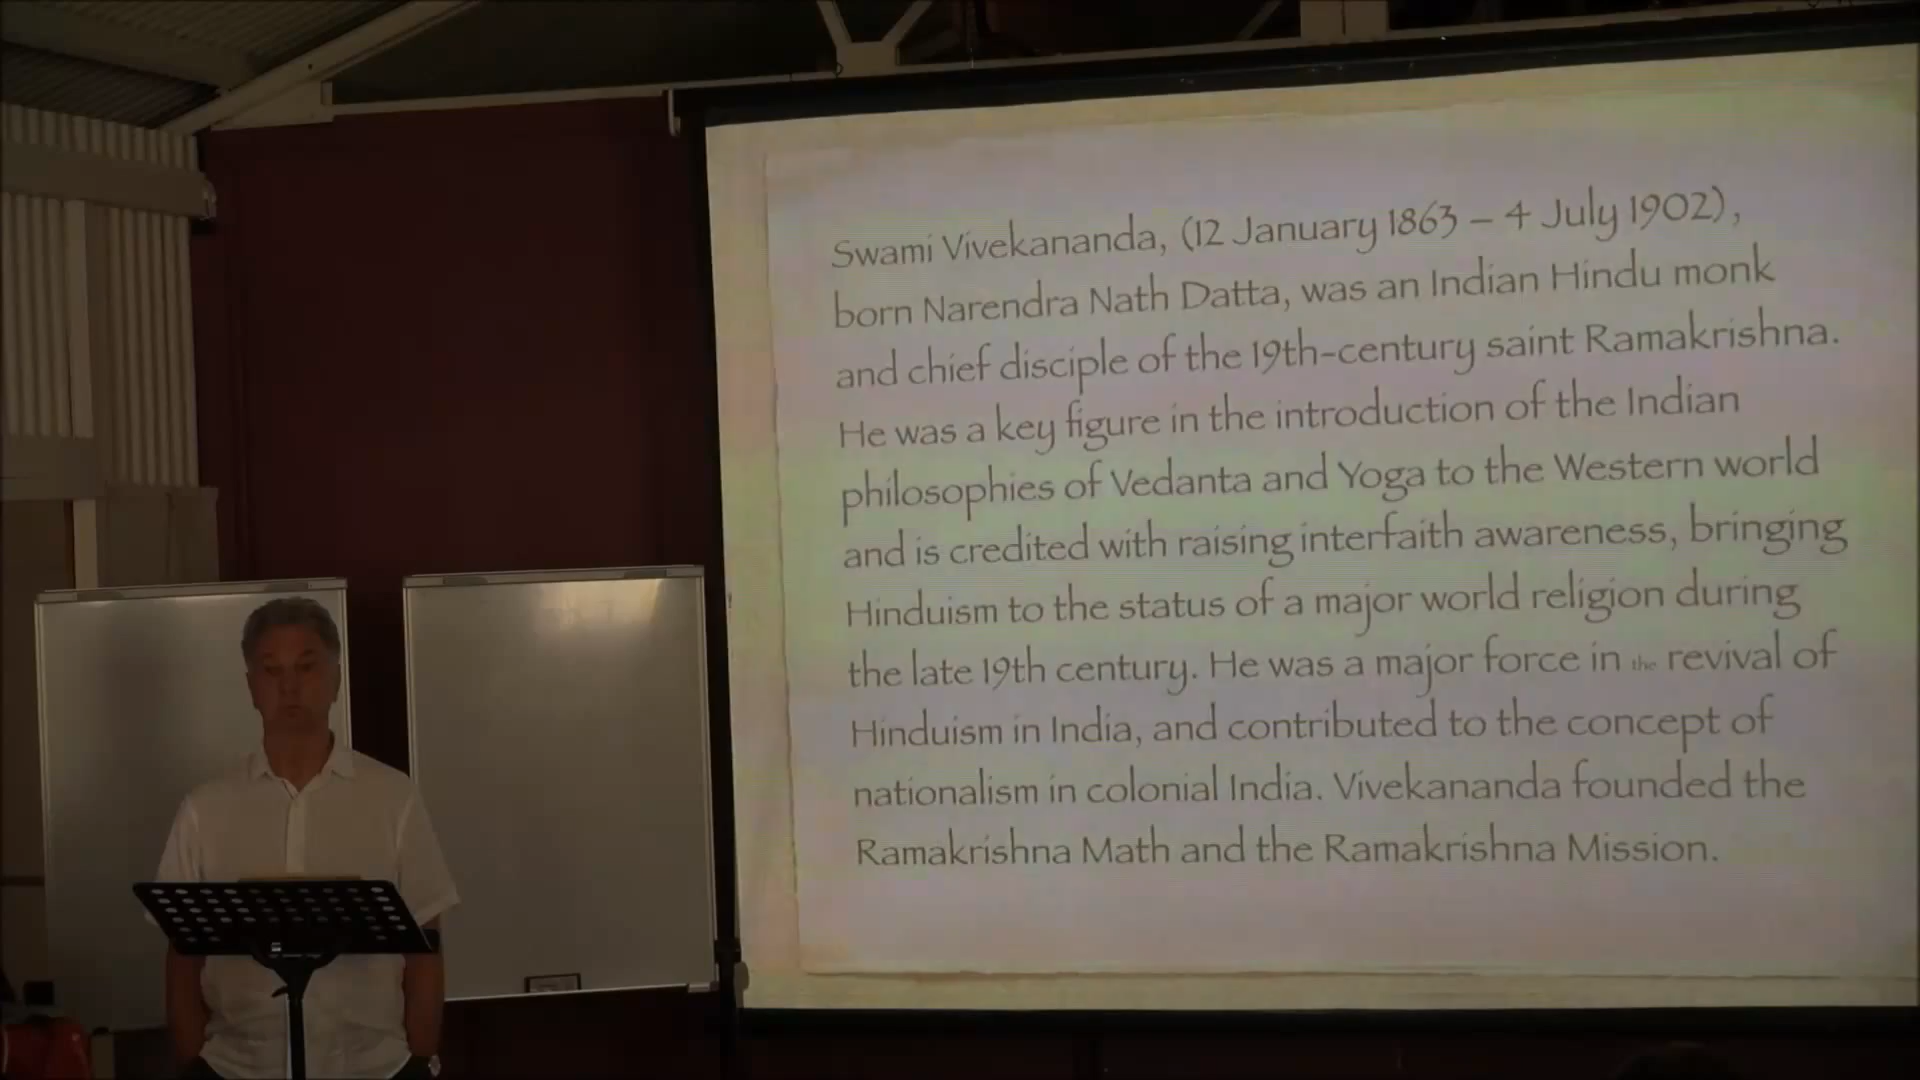 Swami Vivekananda, (12 January 1863 – 4 July 1902),
born Narendra Nath Datta, was an Indian Hindu monk
and chief disciple of the 19th-century saint Ramakrishna.
He was a key figure in the introduction of the Indian
philosophies of Vedanta and Yoga to the Western world
and is credited with raising interfaith awareness, bringing
Hinduism to the status of a major world religion during
the late 19th century. He was a major force in the revival of
Hinduism in India, and contributed to the concept of
nationalism in colonial India. Vivekananda founded the
Ramakrishna Math and the Ramakrishna Mission.